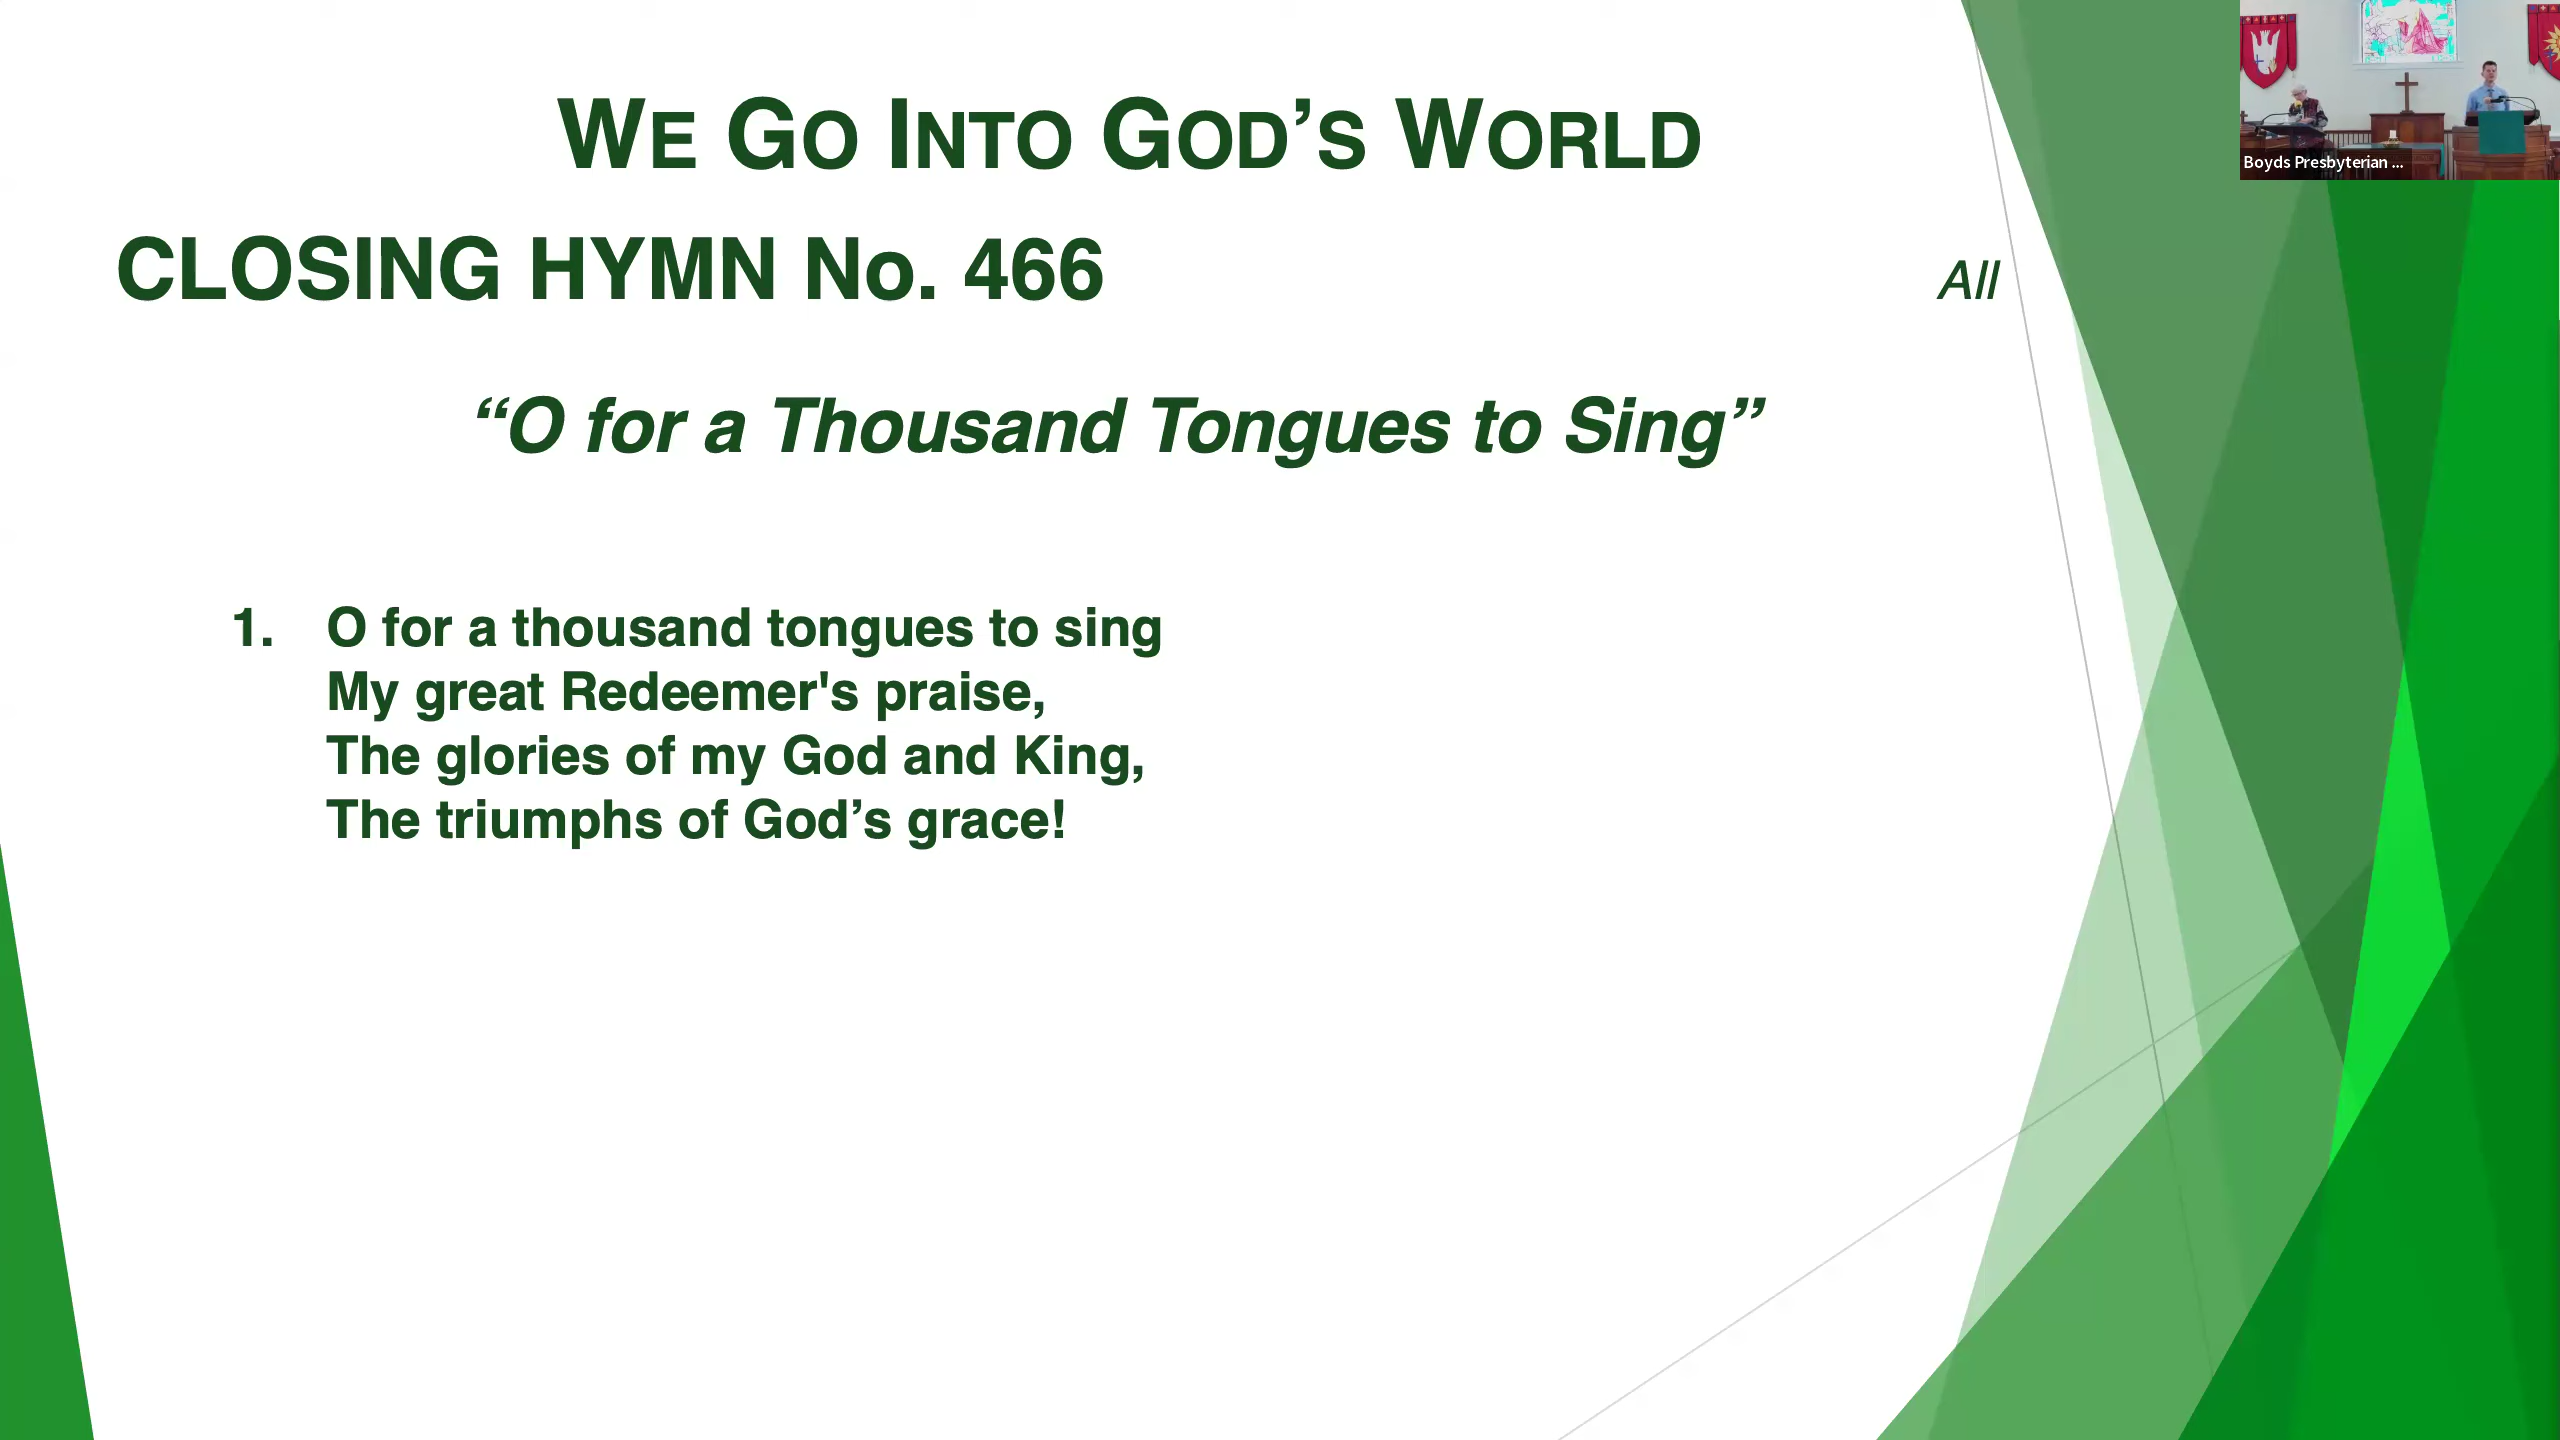 WE GO INTO GOD’S WORLD
CLOSING HYMN No. 466 All
“O for a Thousand Tongues to Sing”
1. O for a thousand tongues to sing
My great Redeemer's praise,
The glories of my God and King,
The triumphs of God’s grace!
Boyds Presbyterian ...